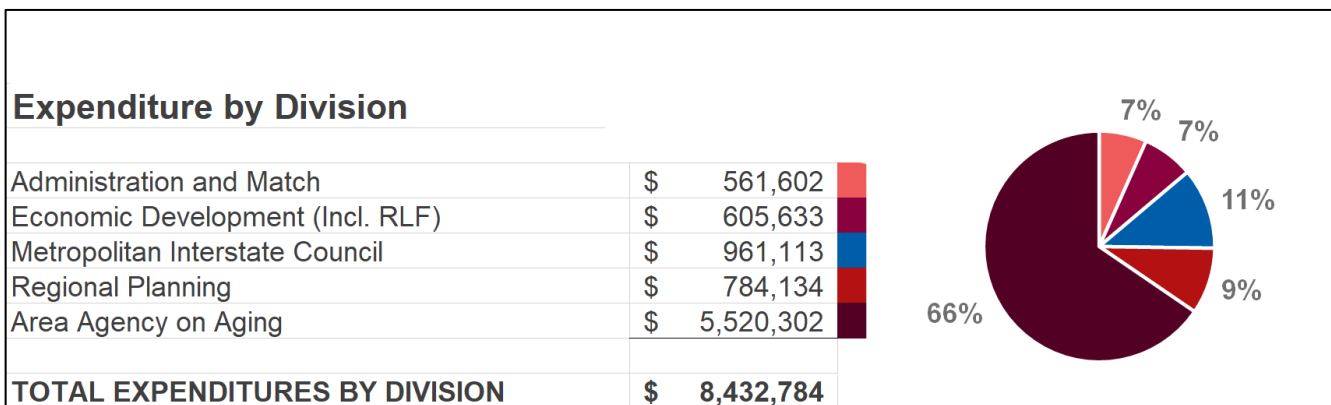 Expenditure by Division
Administration and Match $ 561,602
Economic Development (Incl. RLF) $ 605,633
Metropolitan Interstate Council $ 961,113
Regional Planning $ 784,134
Area Agency on Aging $ 5,520,302
TOTAL EXPENDITURES BY DIVISION $ 8,432,784
7%
7%
11%
9%
66%